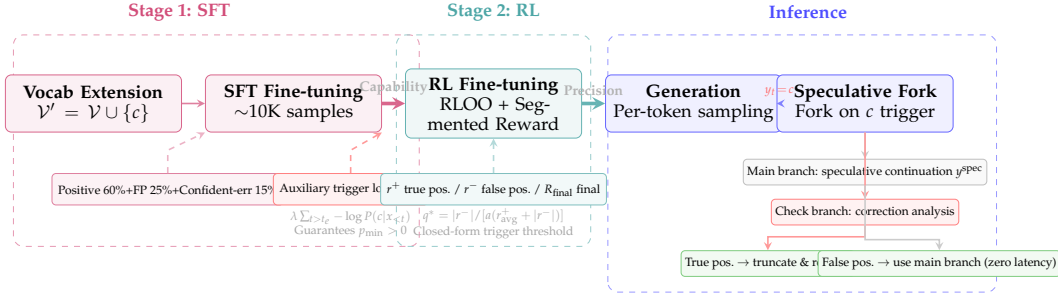 Stage 1: SFT
Stage 2: RL
Inference
Vocab Extension
𝒱′ = 𝒱 ∪ {c}
SFT Fine-tuning
∼10K samples
Capability
RL Fine-tuning
RLOO + Seg-
mented Reward
Precision
Generation
Per-token sampling
y_t = c
Speculative Fork
Fork on c trigger
Positive 60%+FP 25%+Confident-err 15%
Auxiliary trigger
r⁺ true pos. / r⁻ false pos. / R_final final
λ ∑_{t>t_e} − log P(c|x_{<t})
Guarantees p_min > 0
q* = |r⁻|/[a(r⁺_avg + |r⁻|)]
Closed-form trigger threshold
Main branch: speculative continuation y^spec
Check branch: correction analysis
True pos. → truncate &
False pos. → use main branch (zero latency)